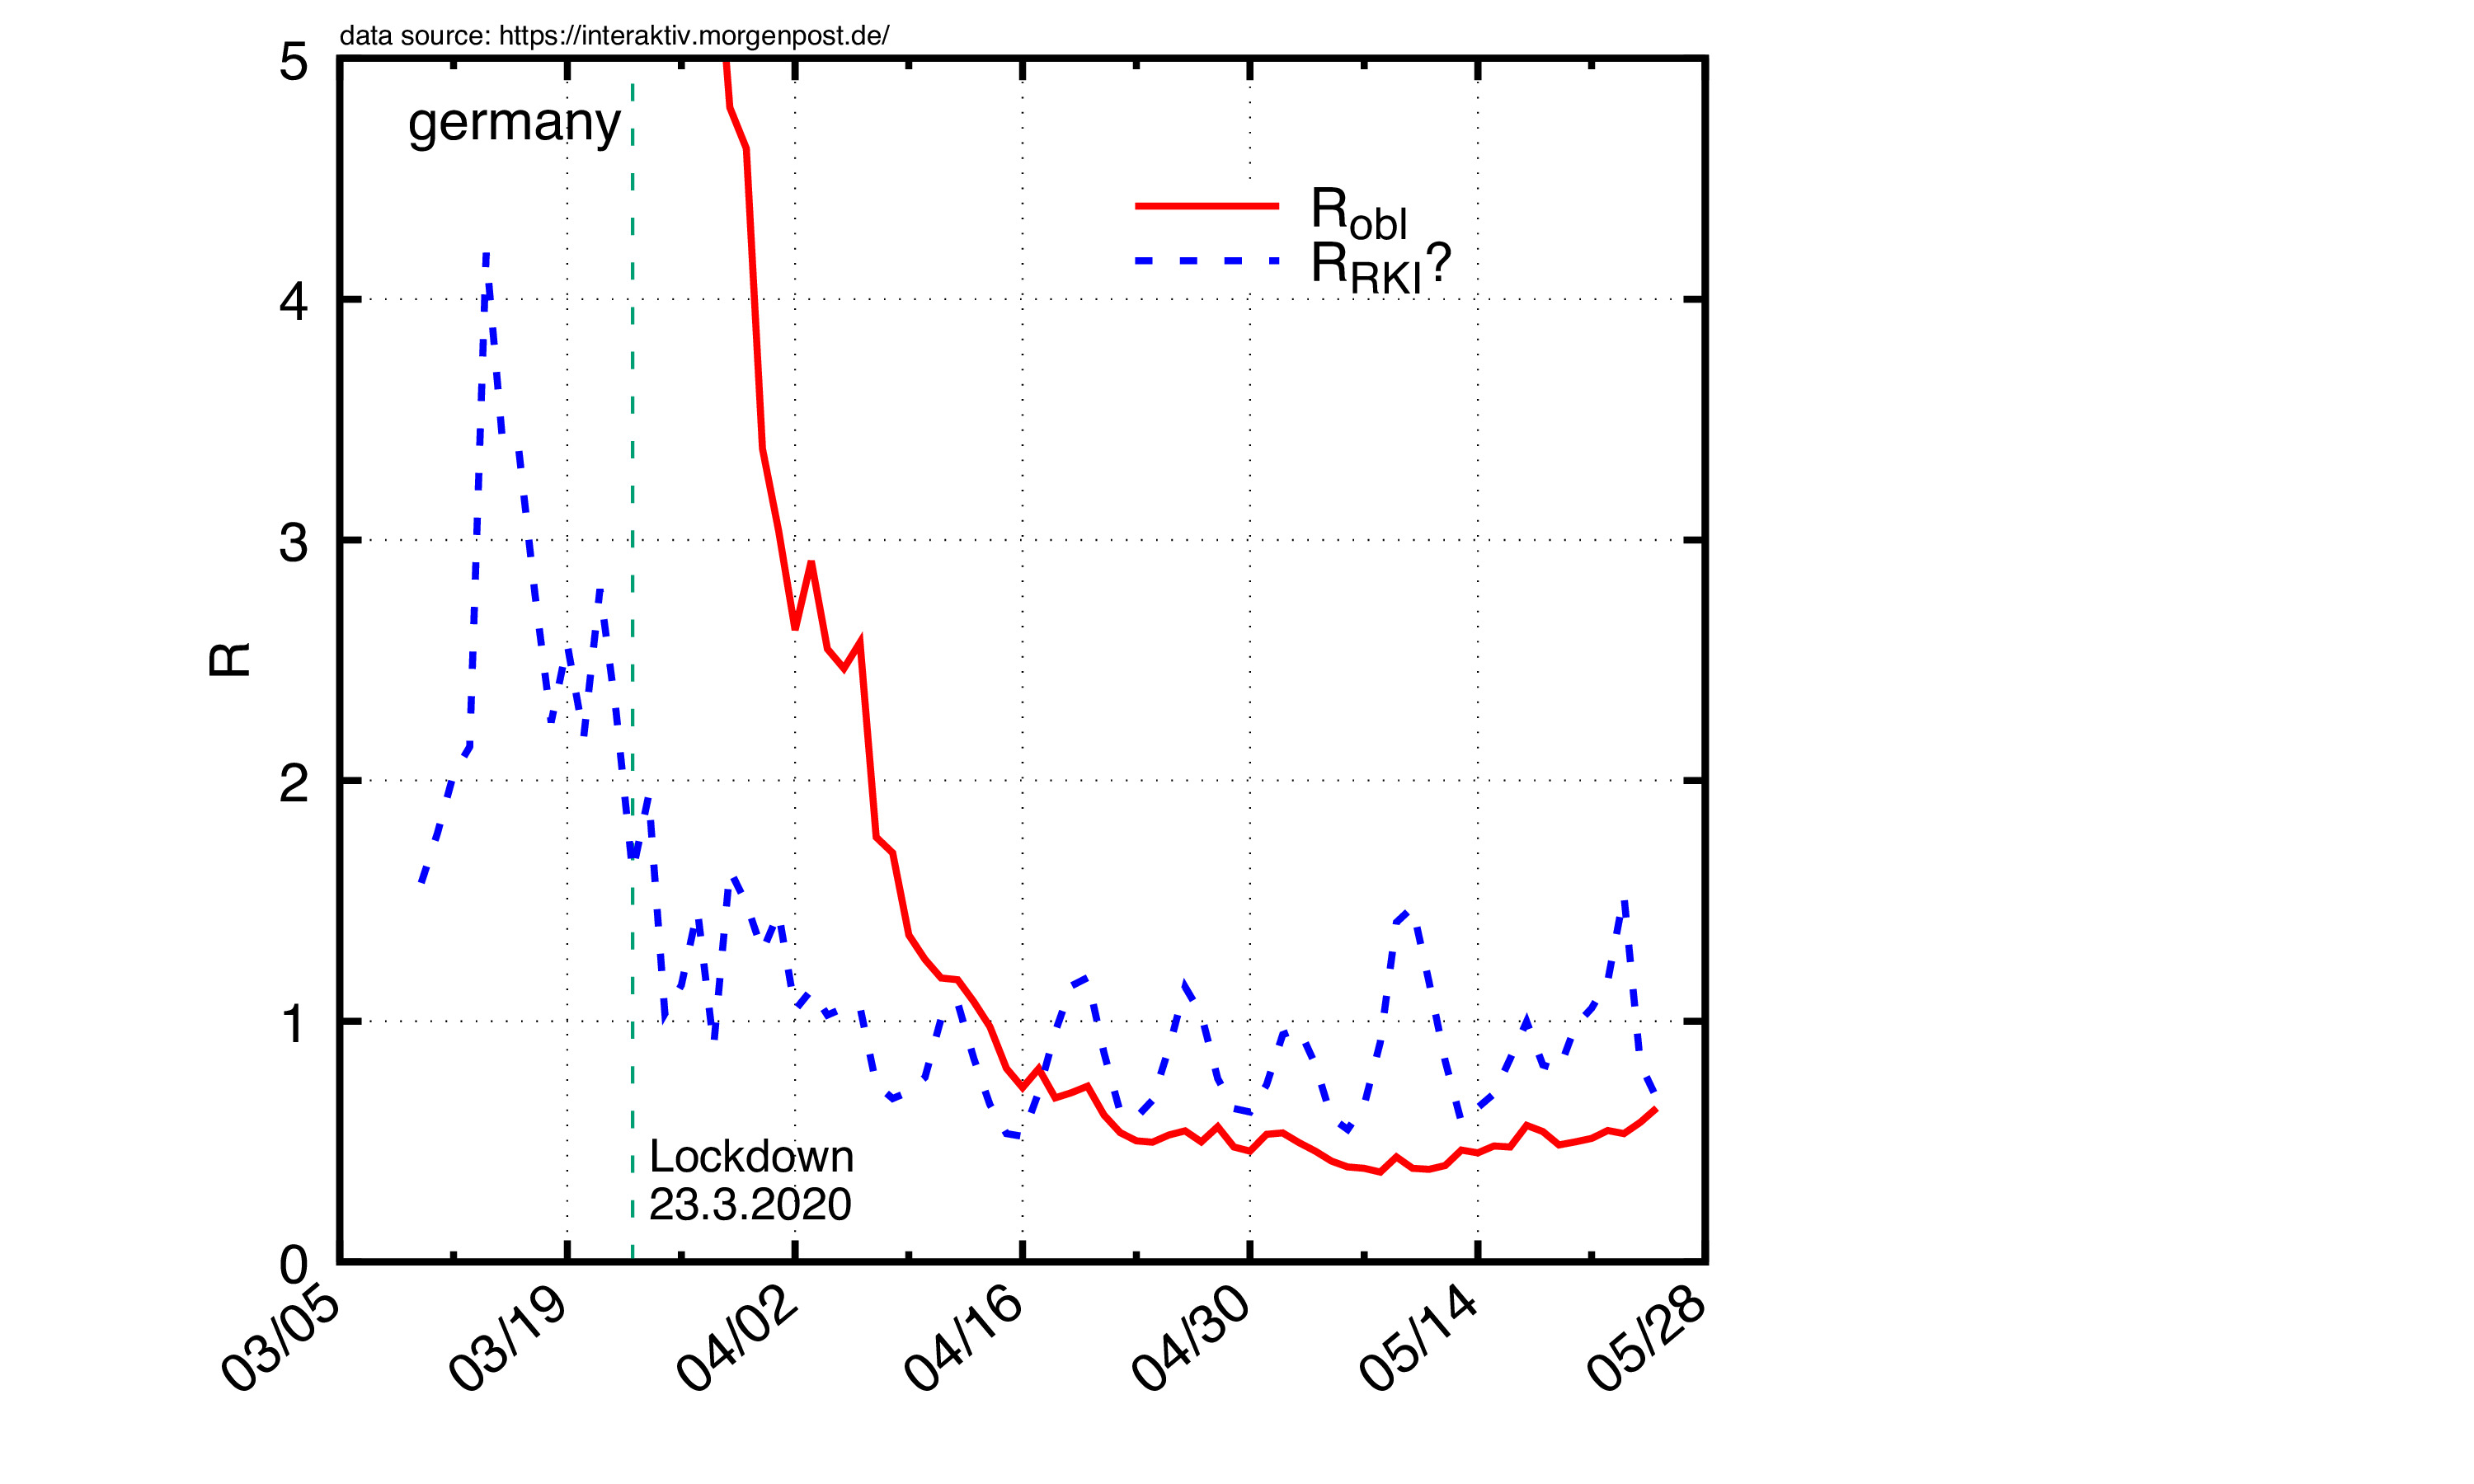 data source: https://interaktiv.morgenpost.de/
germany
R_obl
R_RKI?
5
4
3
2
1
0
R
Lockdown
23.3.2020
03/05
03/19
04/02
04/16
04/30
05/14
05/28